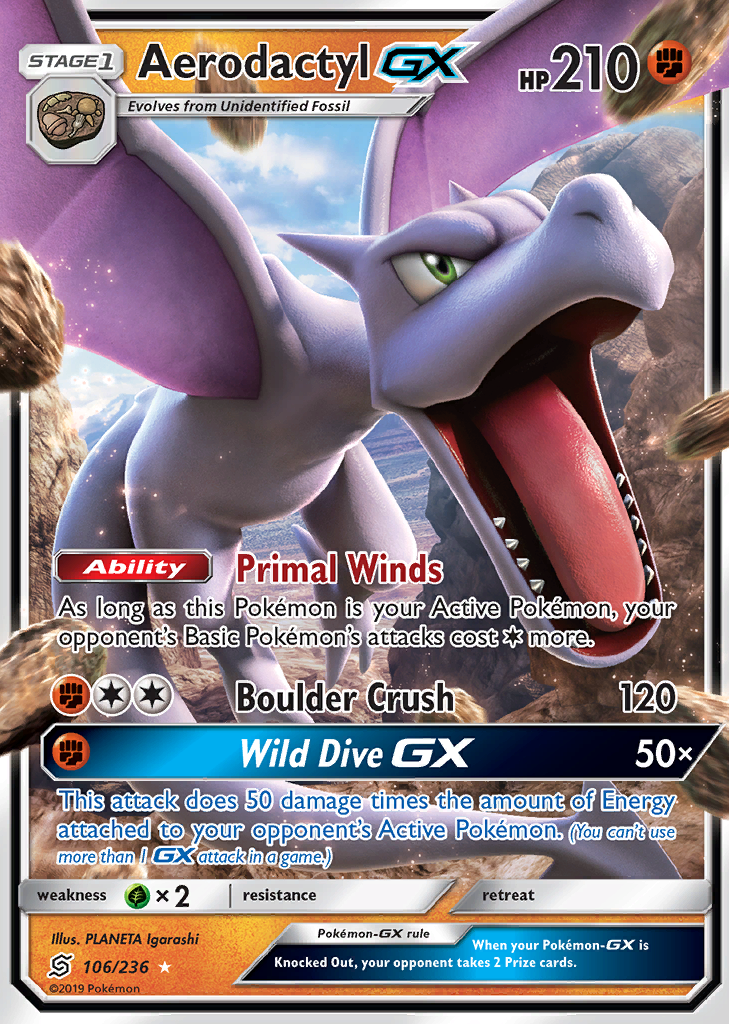 STAGE1
Aerodactyl GX
HP210
Evolves from Unidentified Fossil
Ability Primal Winds
As long as this Pokémon is your Active Pokémon, your
opponent's Basic Pokémon's attacks cost more.
Boulder Crush 120
Wild Dive GX 50×
This attack does 50 damage times the amount of Energy
attached to your opponent's Active Pokémon. (You can't use
more than 1 GX attack in a game.)
weakness × 2 resistance retreat
Illus. PLANETA Igarashi
106/236
©2019 Pokémon
Pokémon-GX rule
When your Pokémon-GX is
Knocked Out, your opponent takes 2 Prize cards.